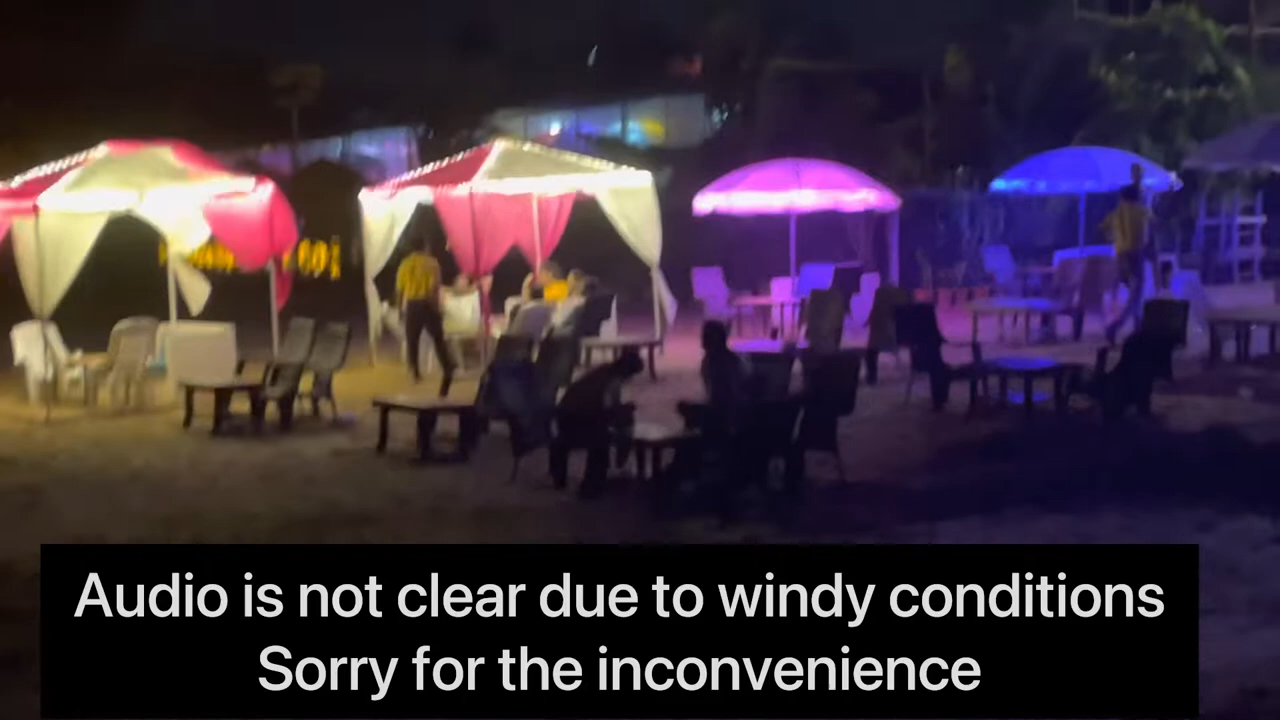 Audio is not clear due to windy conditions
Sorry for the inconvenience